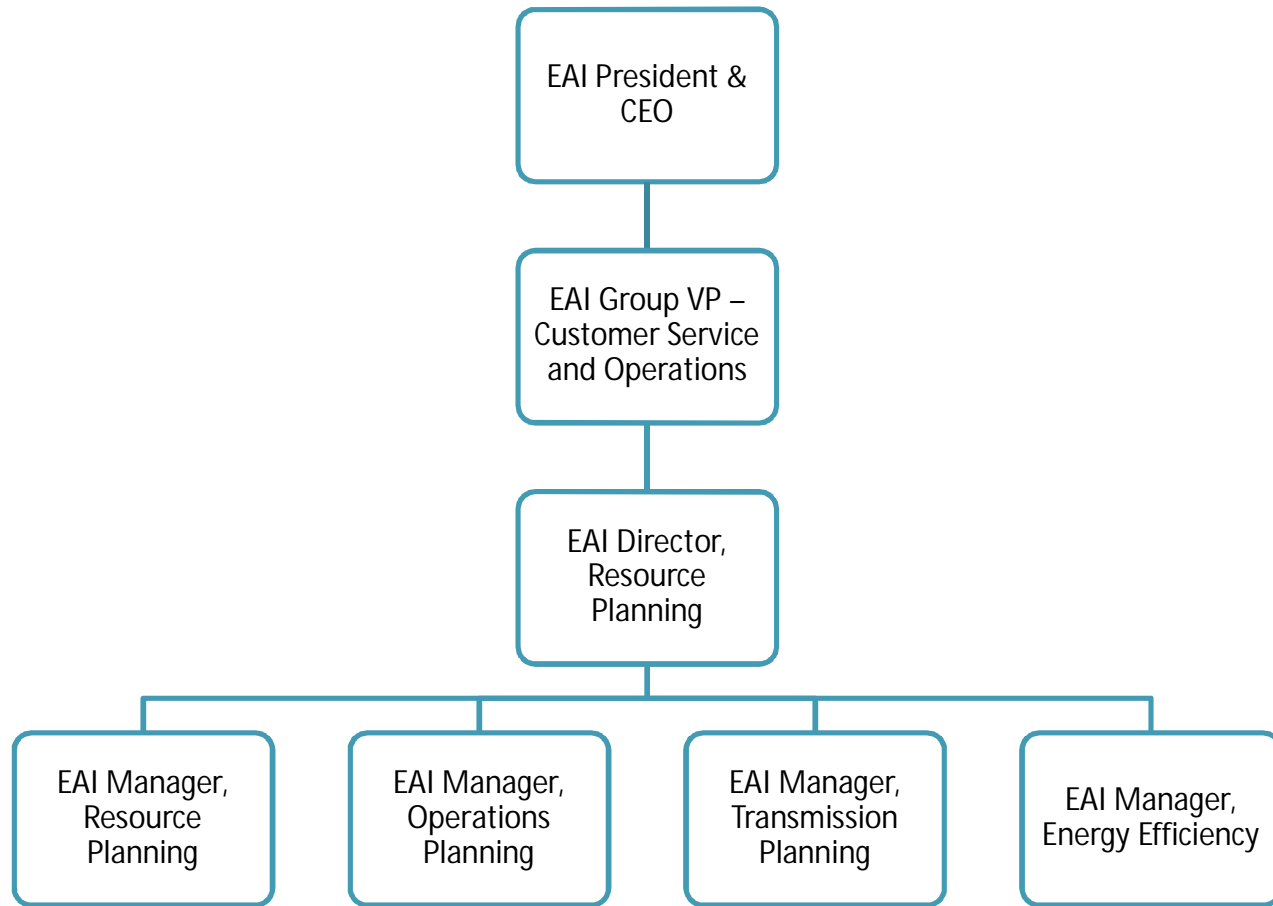 EAI President &
CEO
EAI Group VP –
Customer Service
and Operations
EAI Director,
Resource
Planning
EAI Manager,
Resource
Planning
EAI Manager,
Operations
Planning
EAI Manager,
Transmission
Planning
EAI Manager,
Energy Efficiency